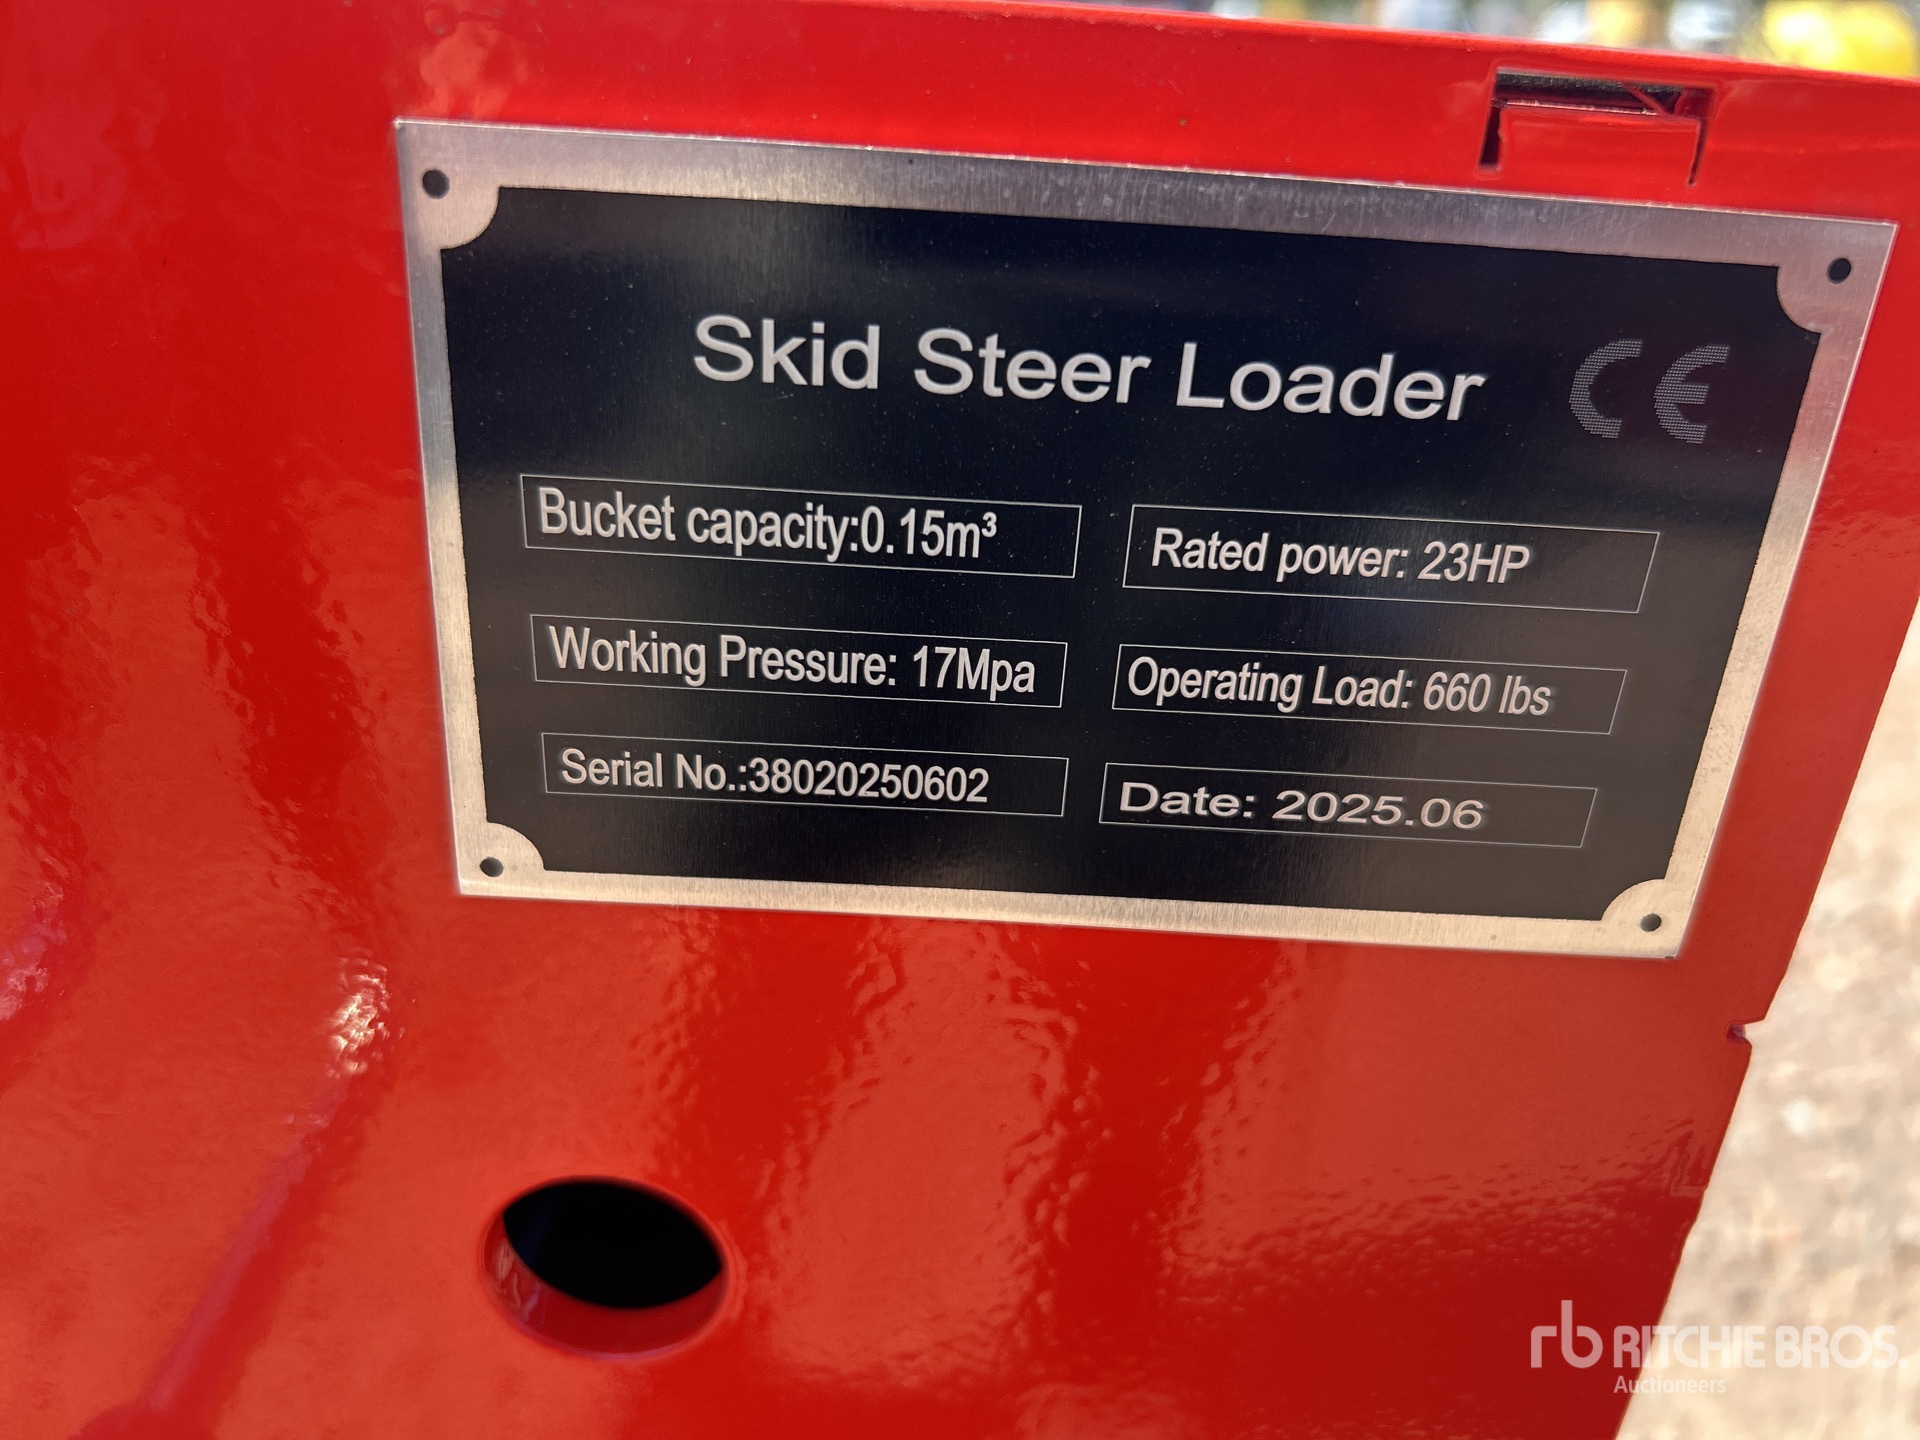 Skid Steer Loader CE
Bucket capacity:0.15m³ Rated power: 23HP
Working Pressure: 17Mpa Operating Load: 660 lbs
Serial No.:38020250602 Date: 2025.06
rb RITCHIE BROS.
Auctioneers